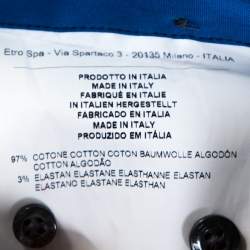 Etro Spa - Via Spartaco 3 - 20135 Milano - ITALIA
PRODOTTO IN ITALIA
MADE IN ITALY
FABRIQUÉ EN ITALIE
IN ITALIEN HERGESTELLT
FABRICADO EN ITALIA
MADE IN ITALY
PRODUZIDO EM ITÁLIA
97% COTONE COTTON COTON BAUMWOLLE ALGODÓN
COTTON ALGODÃO
3% ELASTAN ELASTANE ELASTHANNE ELASTAN
ELASTANO ELASTANE ELASTHAN